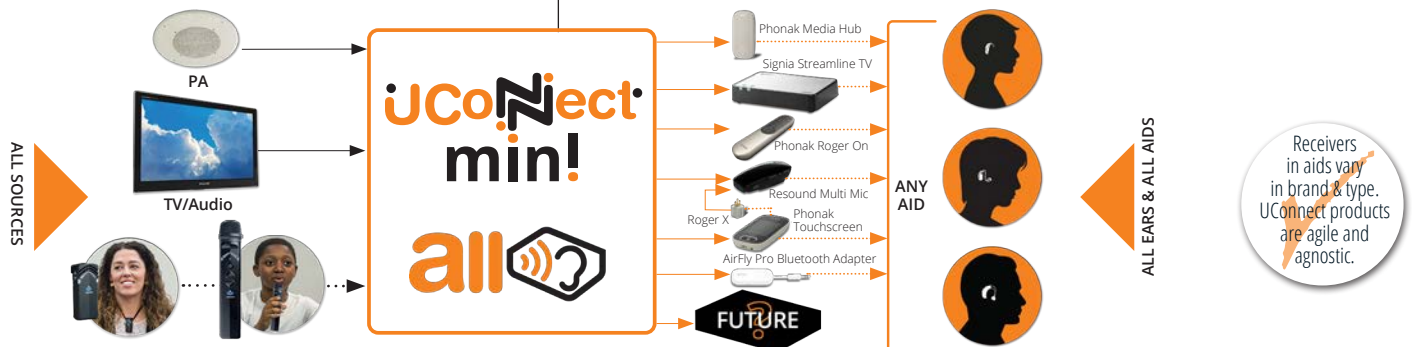 ALL SOURCES
PA
TV/Audio
UConnect
min!
all
Phonak Media Hub
Signia Streamline TV
Phonak Roger On
Resound Multi Mic
Roger X
Phonak
Touchscreen
AirFly Pro Bluetooth Adapter
FUTURE
?
ANY
AID
ALL EARS & ALL AIDS
Receivers
in aids vary
in brand & type.
UConnect products
are agile and
agnostic.